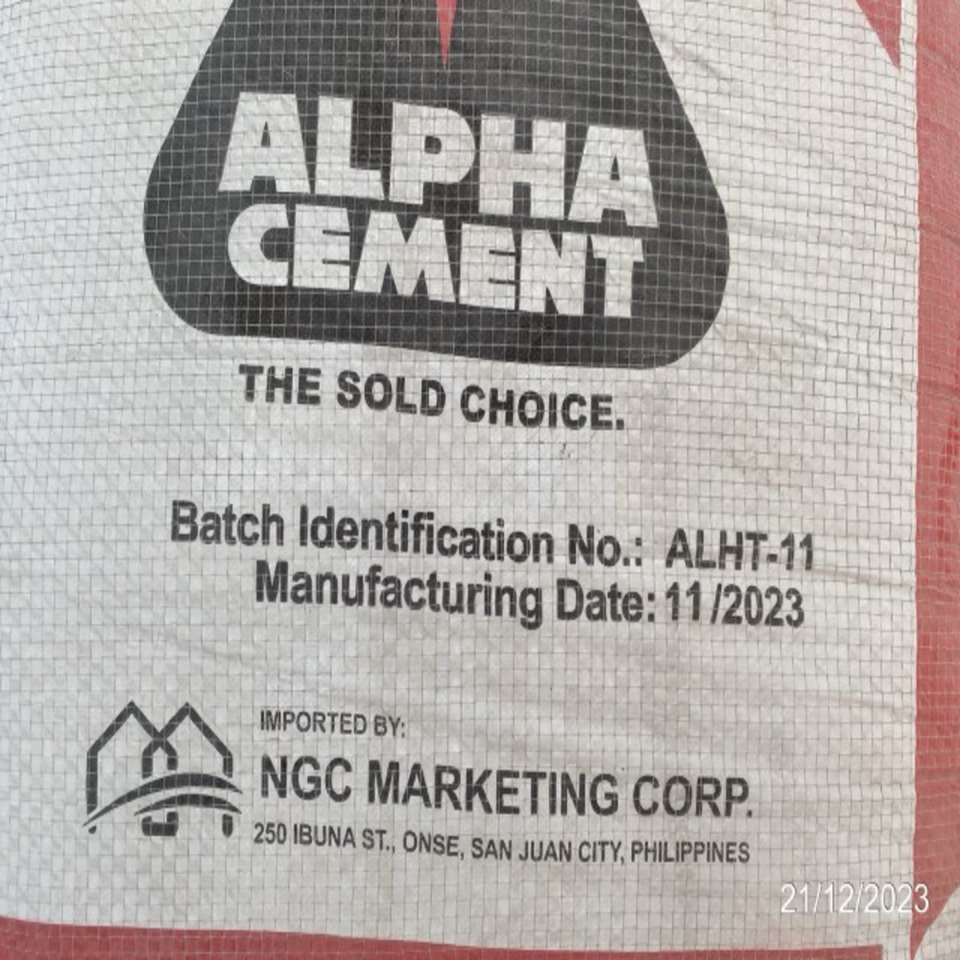 ALPHA
CEMENT
THE SOLD CHOICE.
Batch Identification No.: ALHT-11
Manufacturing Date: 11/2023
IMPORTED BY:
NGC MARKETING CORP.
250 IBUNA ST., ONSE, SAN JUAN CITY, PHILIPPINES
21/12/2023